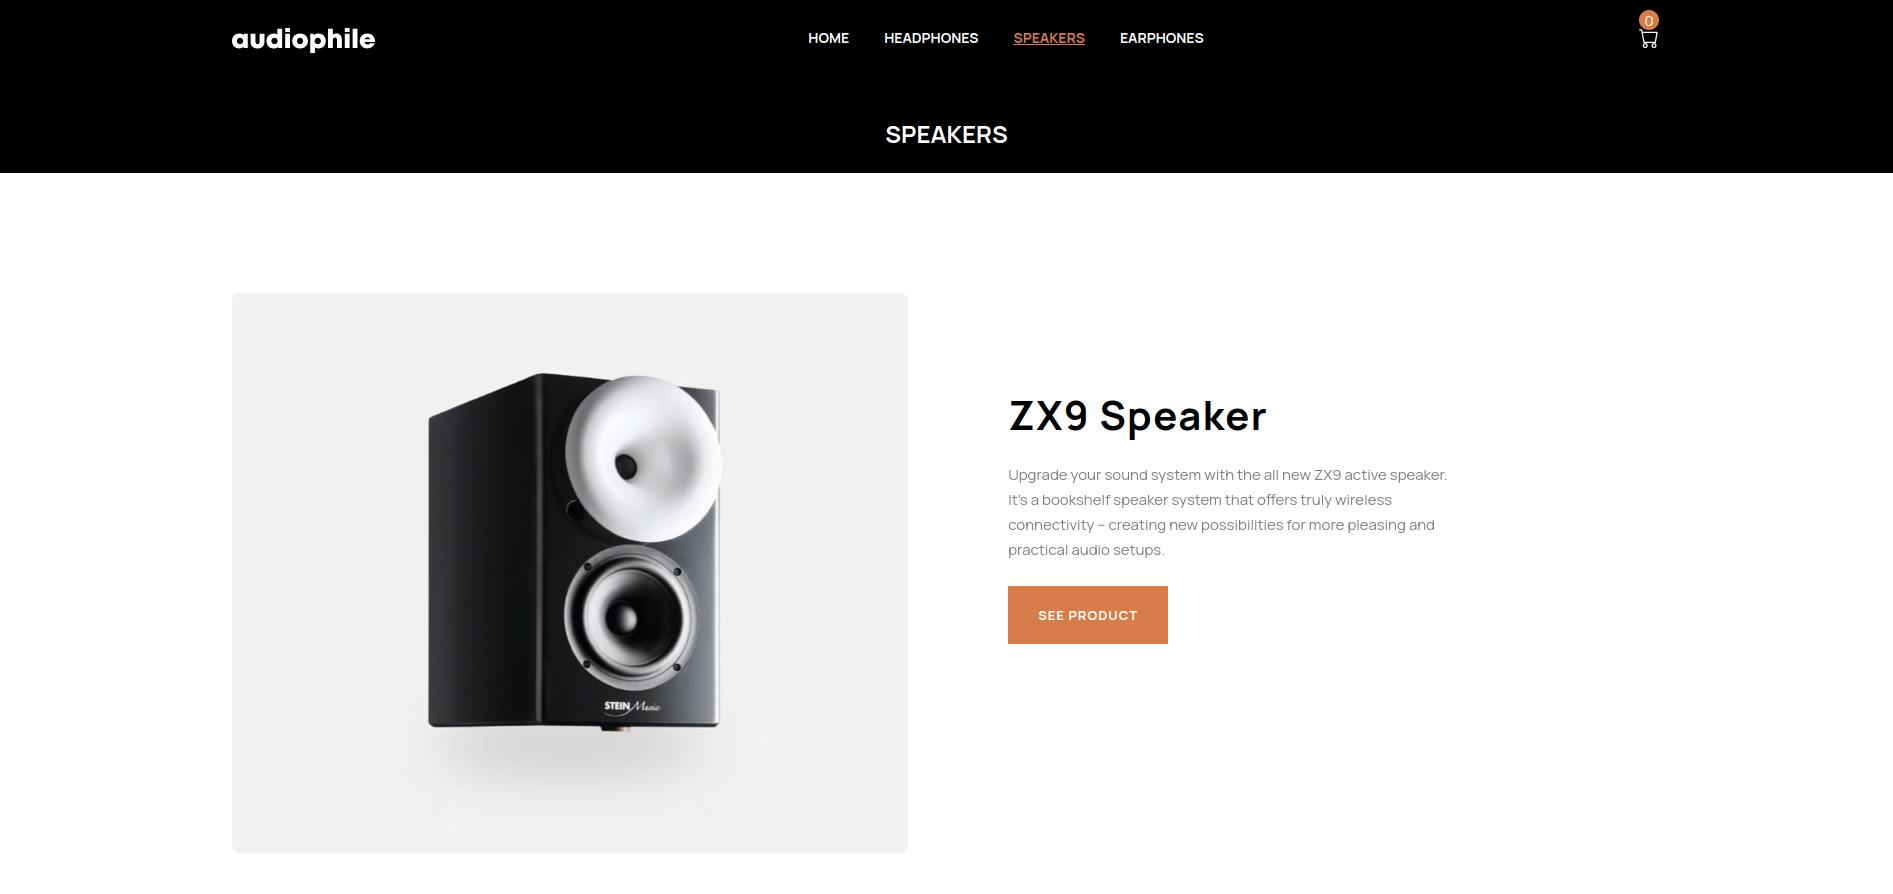 audiophile
HOME HEADPHONES SPEAKERS EARPHONES
0
SPEAKERS
ZX9 Speaker
Upgrade your sound system with the all new ZX9 active speaker.
It's a bookshelf speaker system that offers truly wireless
connectivity – creating new possibilities for more pleasing and
practical audio setups.
SEE PRODUCT
STEIN Music